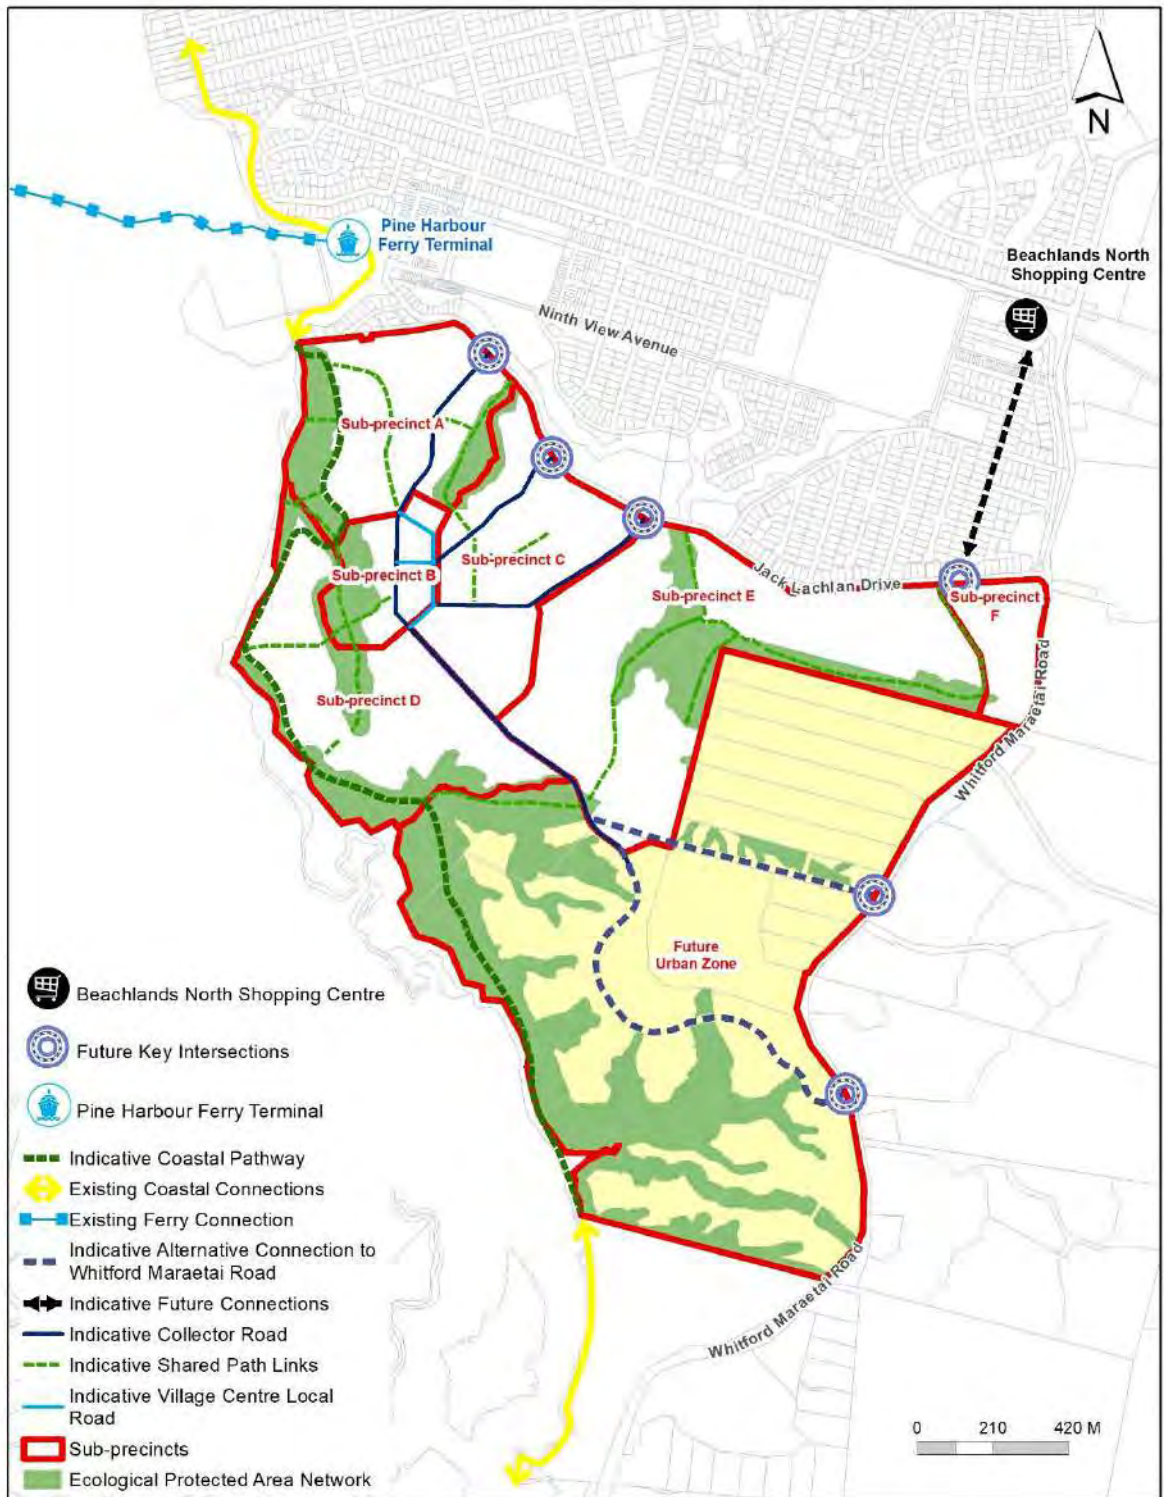 N
Pine Harbour
Ferry Terminal
Beachlands North
Shopping Centre
Ninth View Avenue
Sub-precinct A
Sub-precinct C
Sub-precinct B
Jack Lachlan Drive
Sub-precinct E
Sub-precinct
F
Sub-precinct D
Whitford Maraetai Road
Future
Urban Zone
Beachlands North Shopping Centre
Future Key Intersections
Pine Harbour Ferry Terminal
Indicative Coastal Pathway
Existing Coastal Connections
Existing Ferry Connection
Indicative Alternative Connection to
Whitford Maraetai Road
Indicative Future Connections
Indicative Collector Road
Indicative Shared Path Links
Indicative Village Centre Local
Road
Sub-precincts
Ecological Protected Area Network
Whitford Maraetai Road
0 210 420 M